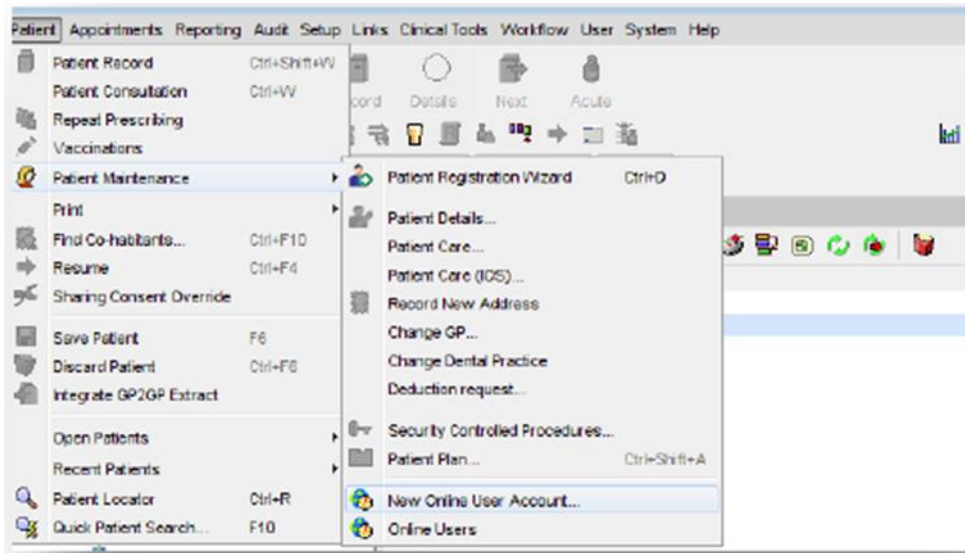 Patient Appointments Reporting Audit Setup Links Clinical Tools Workflow User System Help
Patient Record Ctrl+Shift+W
Patient Consultation Ctrl+W
Repeat Prescribing
Vaccinations
Patient Maintenance
Print
Find Co-habitants... Ctrl+F10
Resume Ctrl+F4
Sharing Consent Override
Save Patient F6
Discard Patient Ctrl+F6
Integrate GP2GP Extract
Open Patients
Recent Patients
Patient Locator Ctrl+R
Quick Patient Search... F10
cord Details Next Acute
Patient Registration Wizard Ctrl+D
Patient Details...
Patient Care...
Patient Care (IOS)...
Record New Address
Change GP...
Change Dental Practice
Deduction request...
Security Controlled Procedures...
Patient Plan... Ctrl+Shift+A
New Online User Account...
Online Users